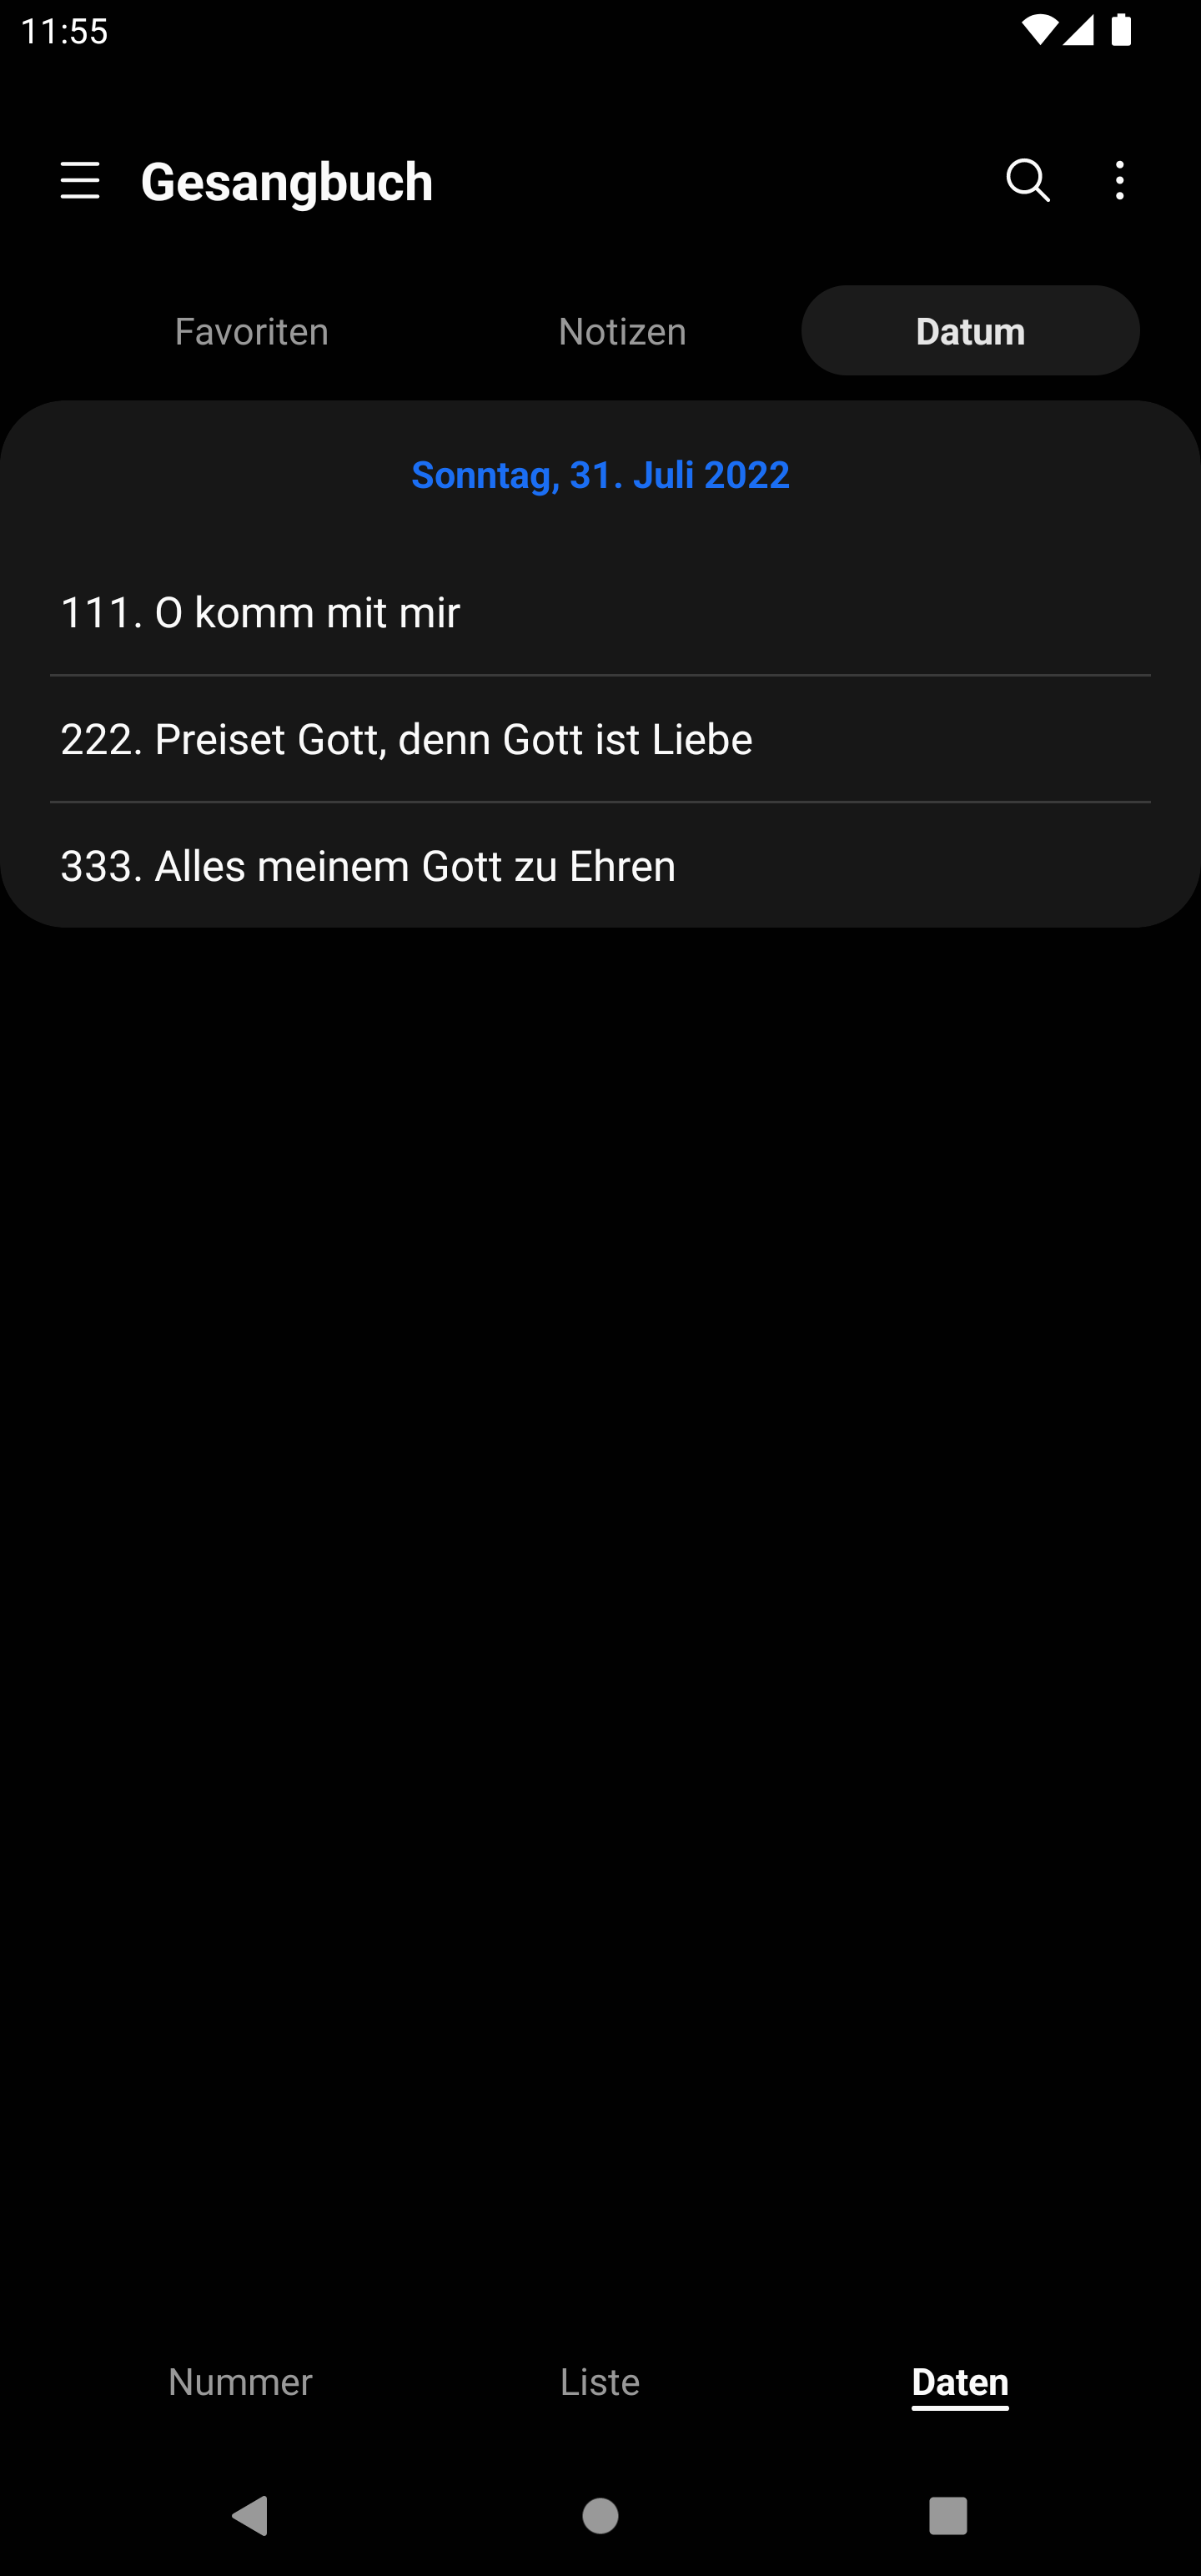 11:55
Gesangbuch
Favoriten Notizen Datum
Sonntag, 31. Juli 2022
111. O komm mit mir
222. Preiset Gott, denn Gott ist Liebe
333. Alles meinem Gott zu Ehren
Nummer Liste Daten